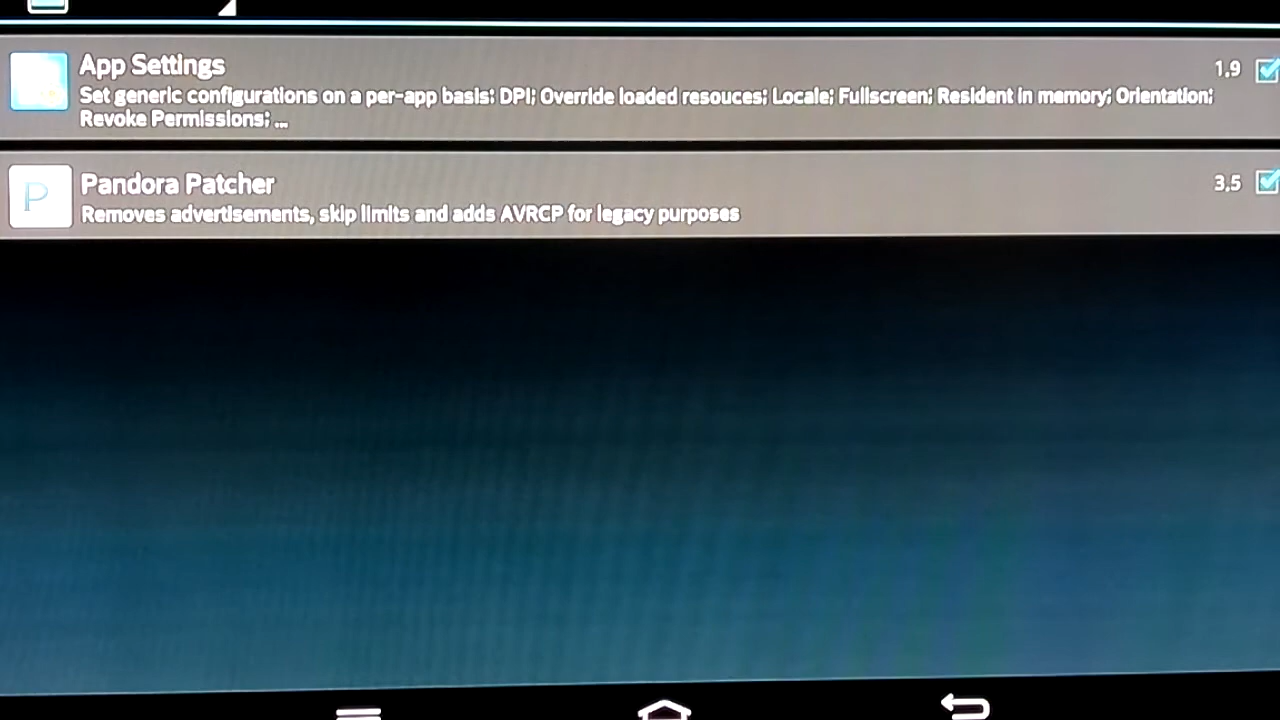 App Settings
1.9
Set generic configurations on a per-app basis: DPI; Override loaded resouces; Locale; Fullscreen; Resident in memory; Orientation;
Revoke Permissions; ...
P
Pandora Patcher
3.5
Removes advertisements, skip limits and adds AVRCP for legacy purposes